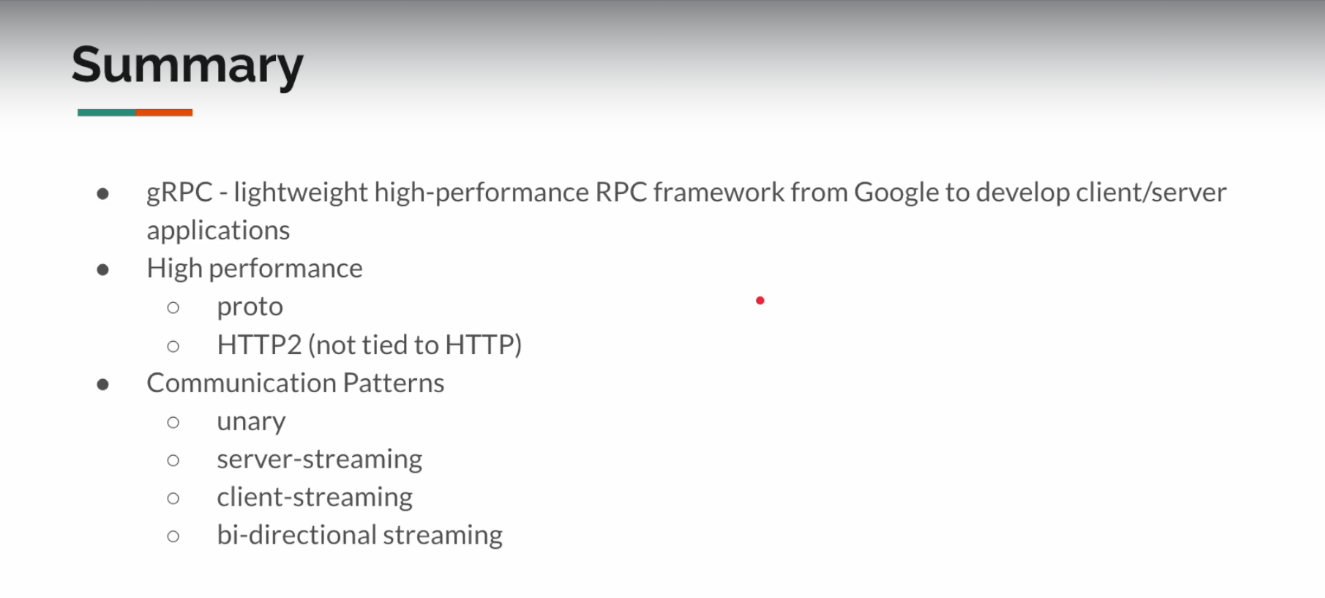 Summary
● gRPC - lightweight high-performance RPC framework from Google to develop client/server
applications
● High performance
○ proto
○ HTTP2 (not tied to HTTP)
● Communication Patterns
○ unary
○ server-streaming
○ client-streaming
○ bi-directional streaming